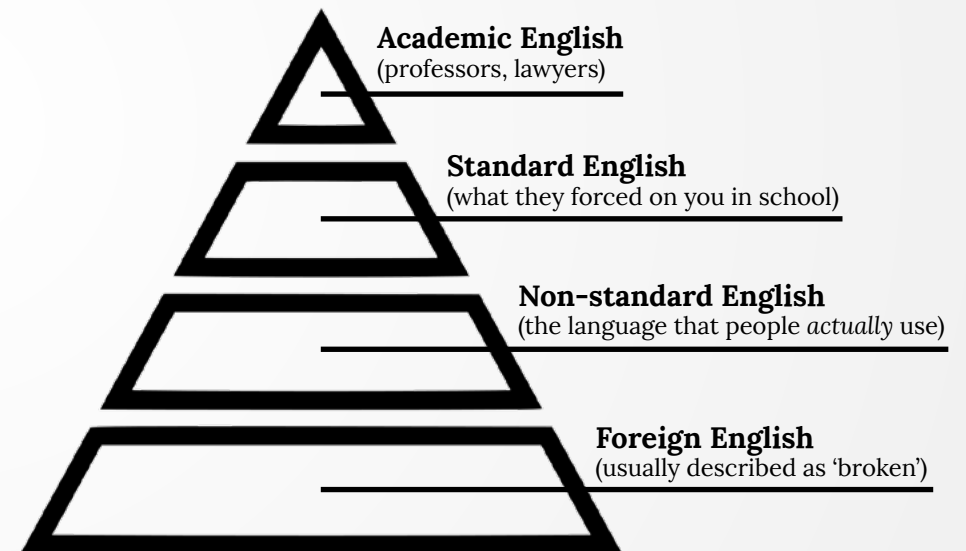 Academic English
(professors, lawyers)
Standard English
(what they forced on you in school)
Non-standard English
(the language that people actually use)
Foreign English
(usually described as ‘broken’)